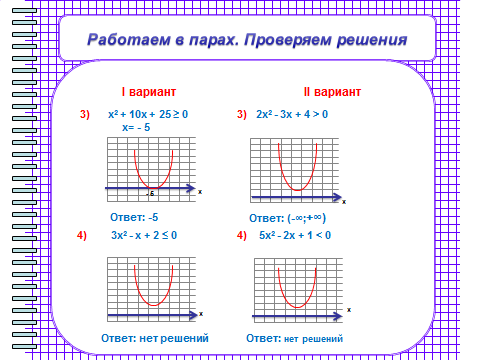 Работаем в парах. Проверяем решения
I вариант
3) x² + 10x + 25 ≥ 0
x= - 5
- 5
x
Ответ: -5
4) 3x² - x + 2 ≤ 0
x
Ответ: нет решений
II вариант
3) 2x² - 3x + 4 > 0
x
Ответ: (-∞;+∞)
4) 5x² - 2x + 1 < 0
x
Ответ: нет решений